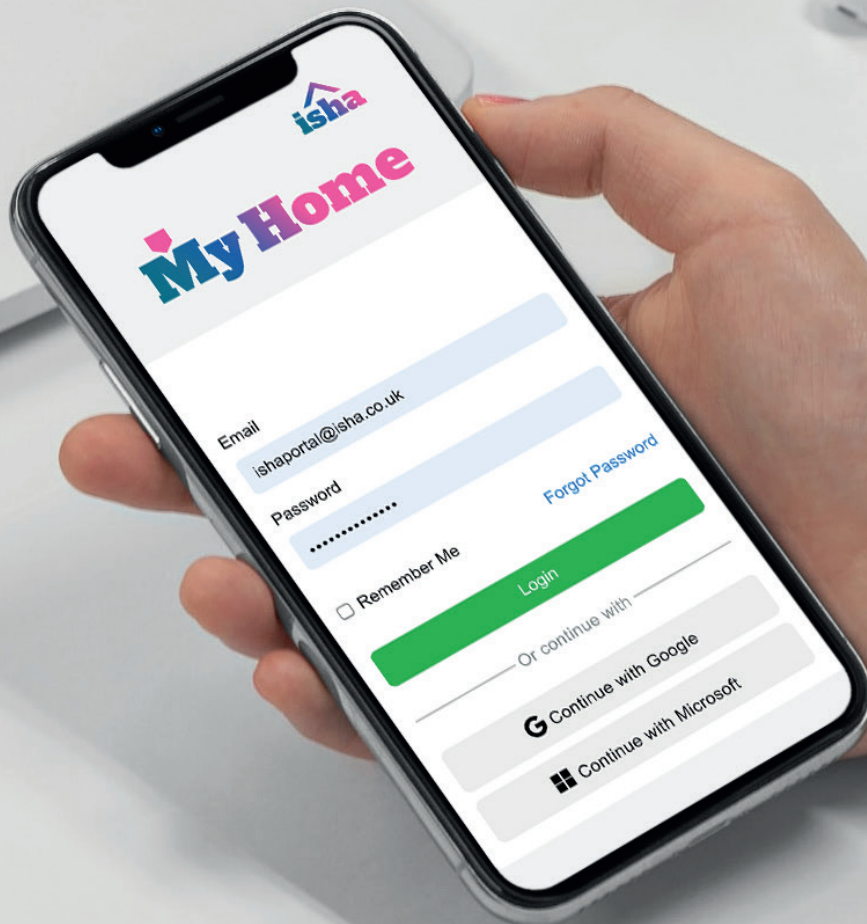 isha
My Home
Email
ishaportal@isha.co.uk
Password
••••••••••••••
Forgot Password
Remember Me
Login
Or continue with
Continue with Google
Continue with Microsoft